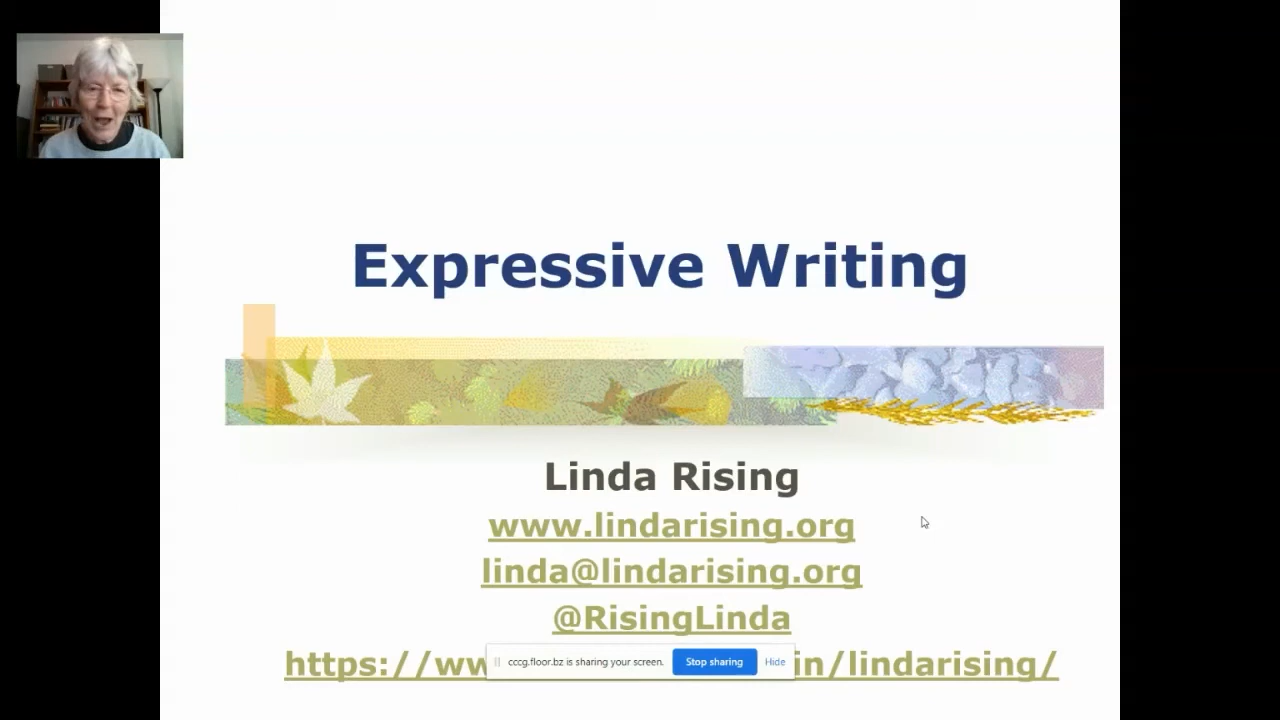 Expressive Writing
Linda Rising
www.lindarising.org
linda@lindarising.org
@RisingLinda
https://ww in/lindarising/
cccg.floor.bz is sharing your screen. Stop sharing Hide